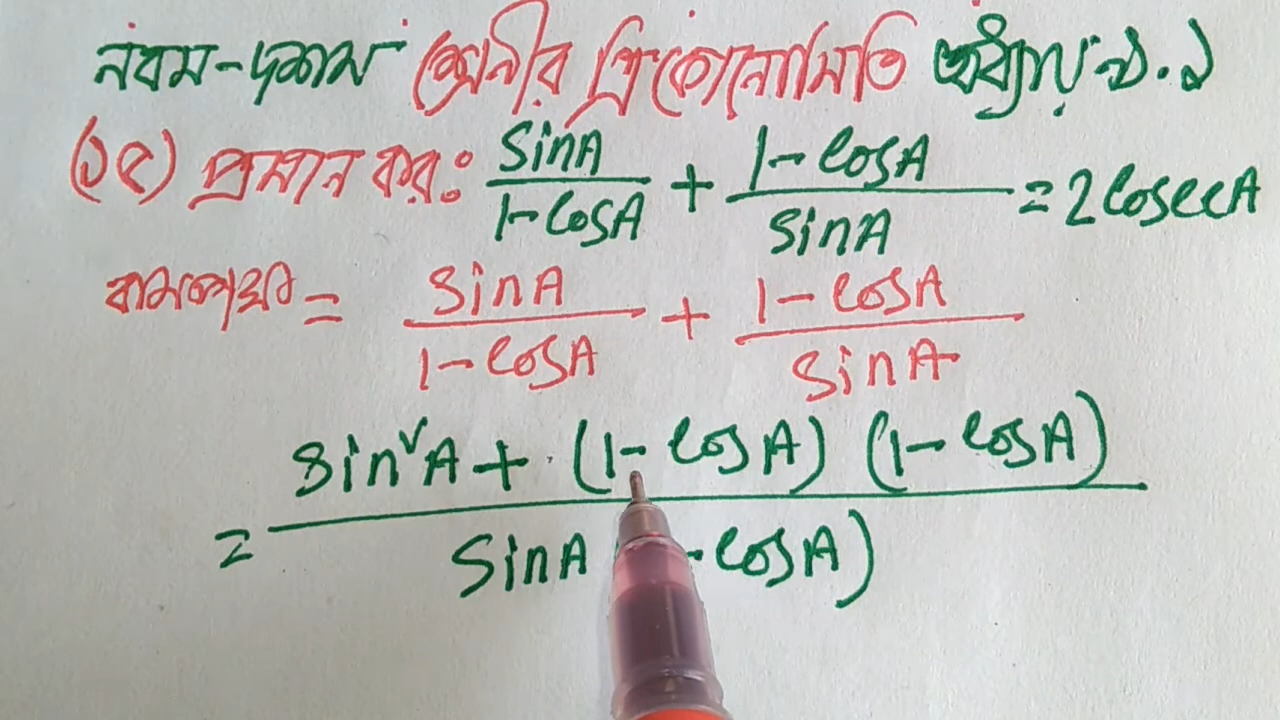 নবম-দশম শ্রেনীর ত্রিকোনোমিতি অধ্যায় ৯.১
(১৫) প্রমান কর: sinA/(1-cosA) + (1-cosA)/sinA = 2cosecA
বামপক্ষ = sinA/(1-cosA) + (1-cosA)/sinA
= (sin²A + (1-cosA)(1-cosA))/(sinA -cosA))